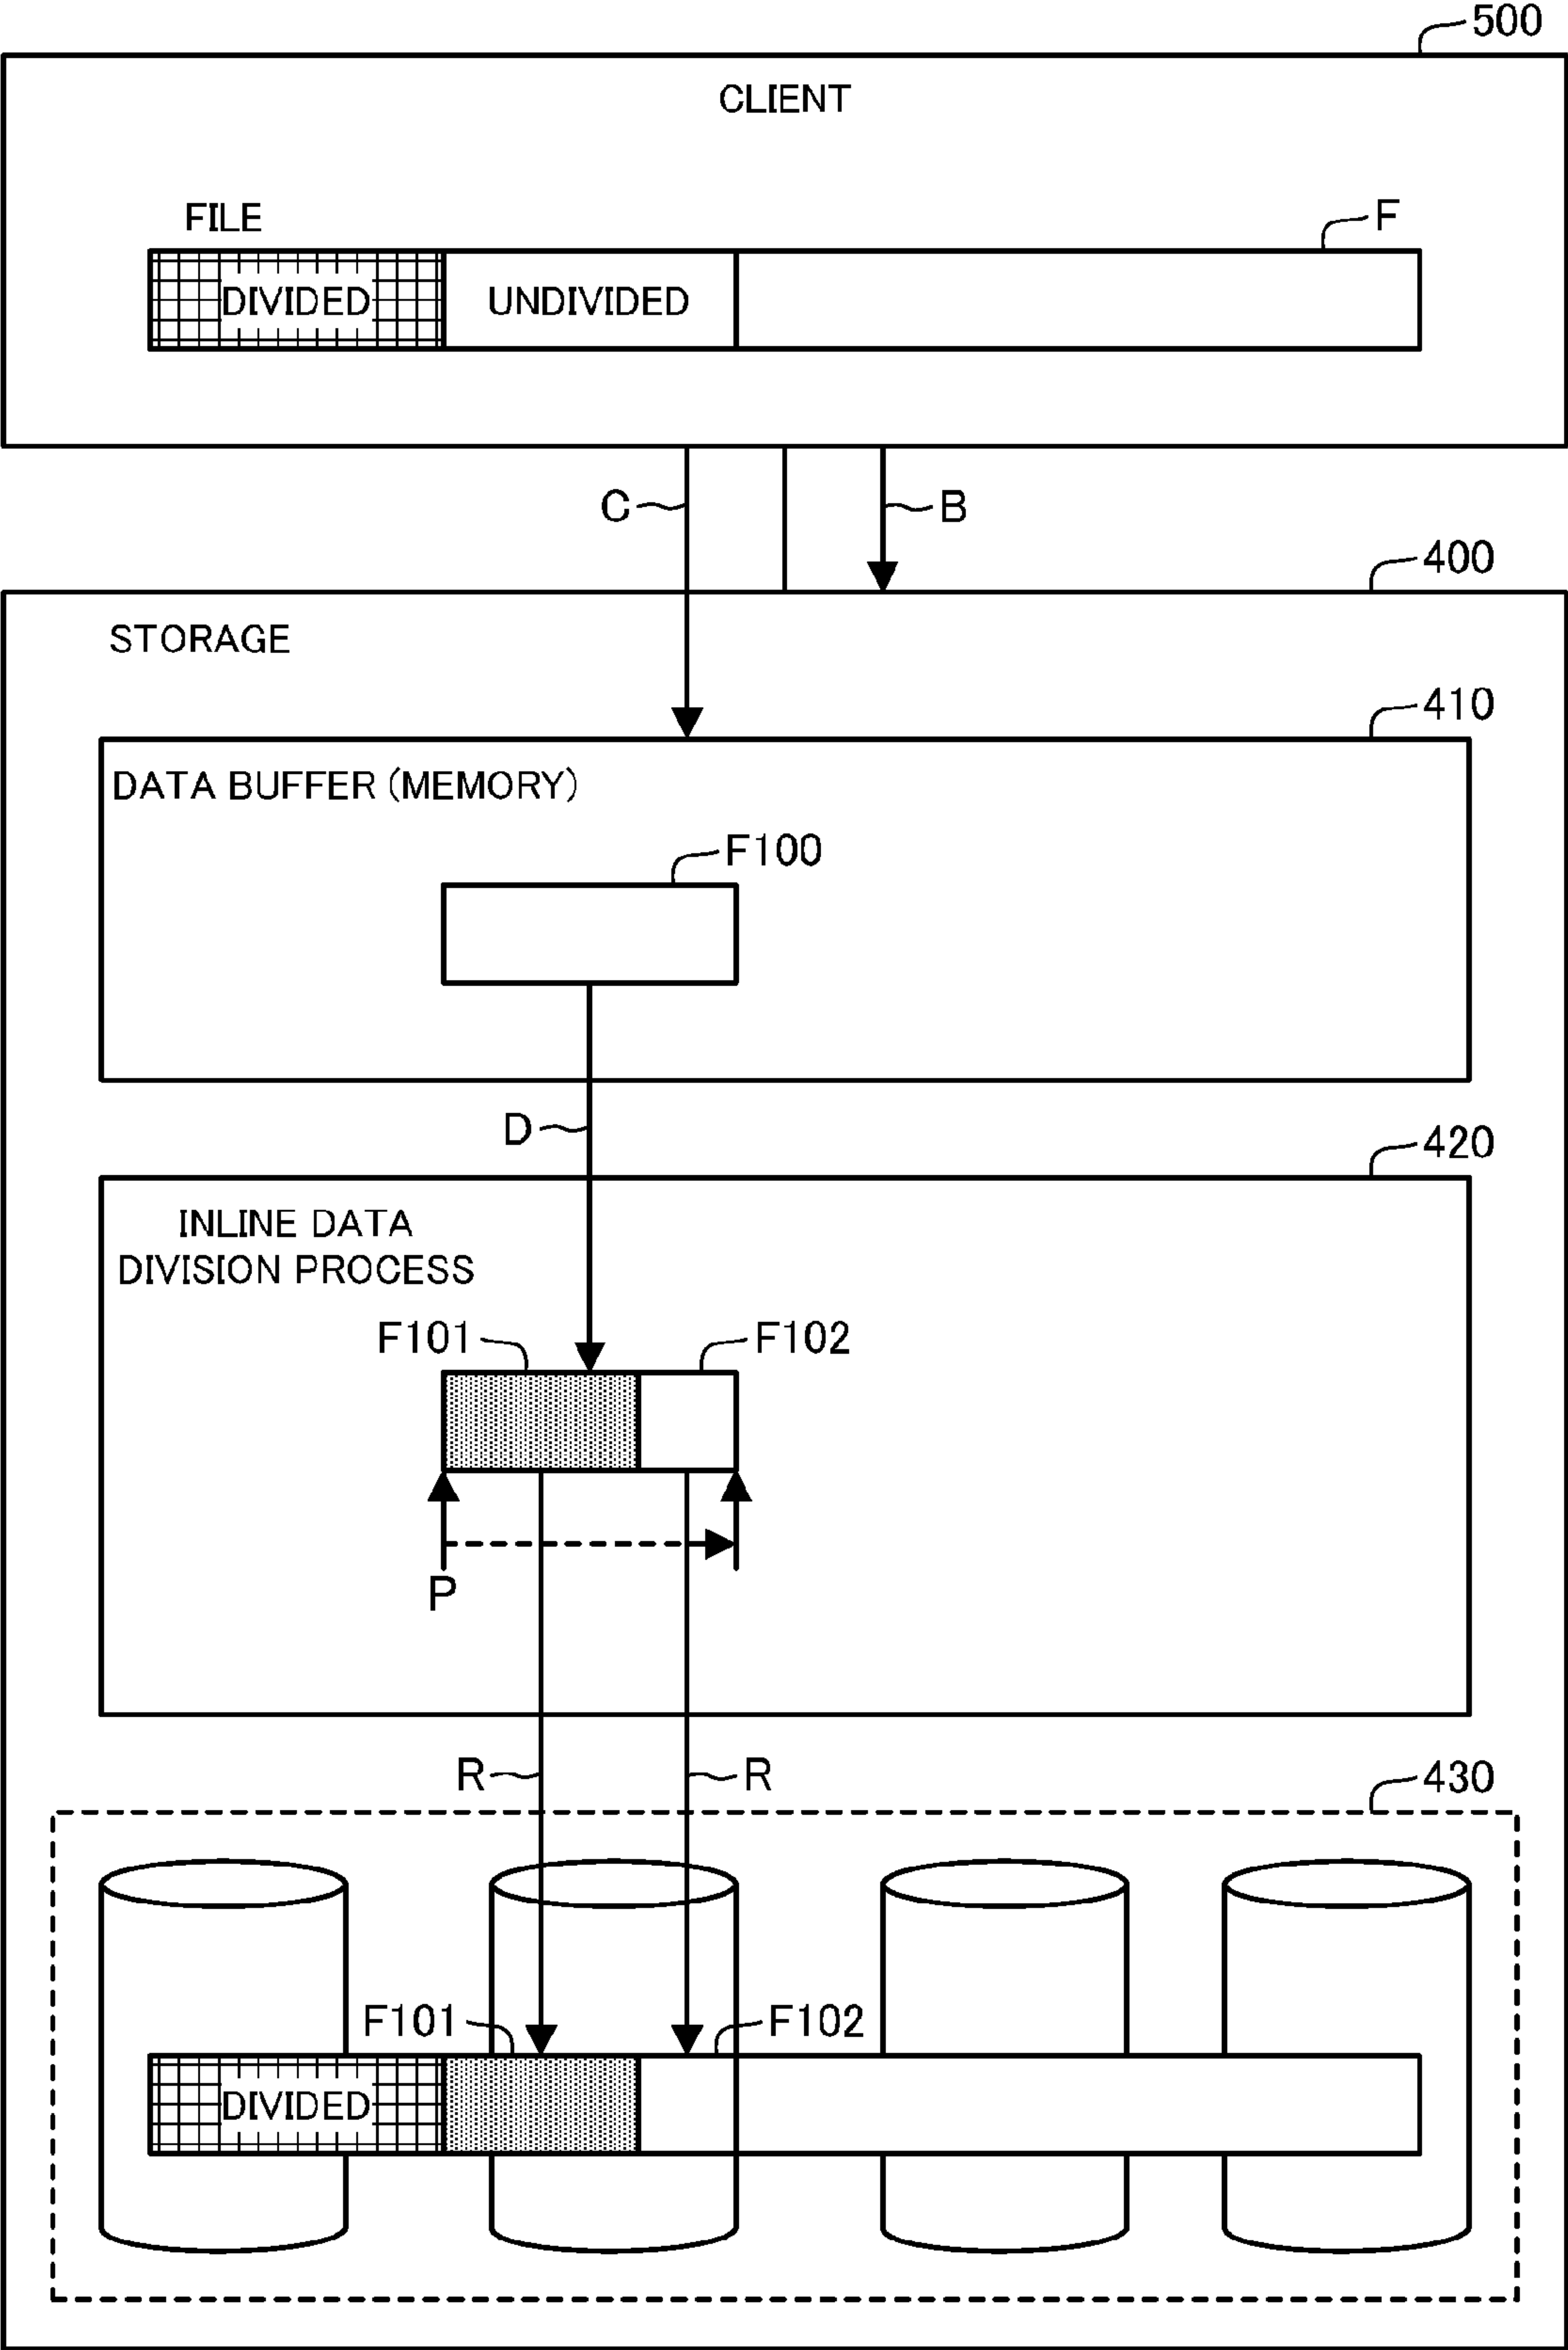 500
CLIENT
FILE
F
DIVIDED
UNDIVIDED
C
B
400
STORAGE
410
DATA BUFFER (MEMORY)
F100
D
420
INLINE DATA
DIVISION PROCESS
F101
F102
P
R
R
430
F101
F102
DIVIDED